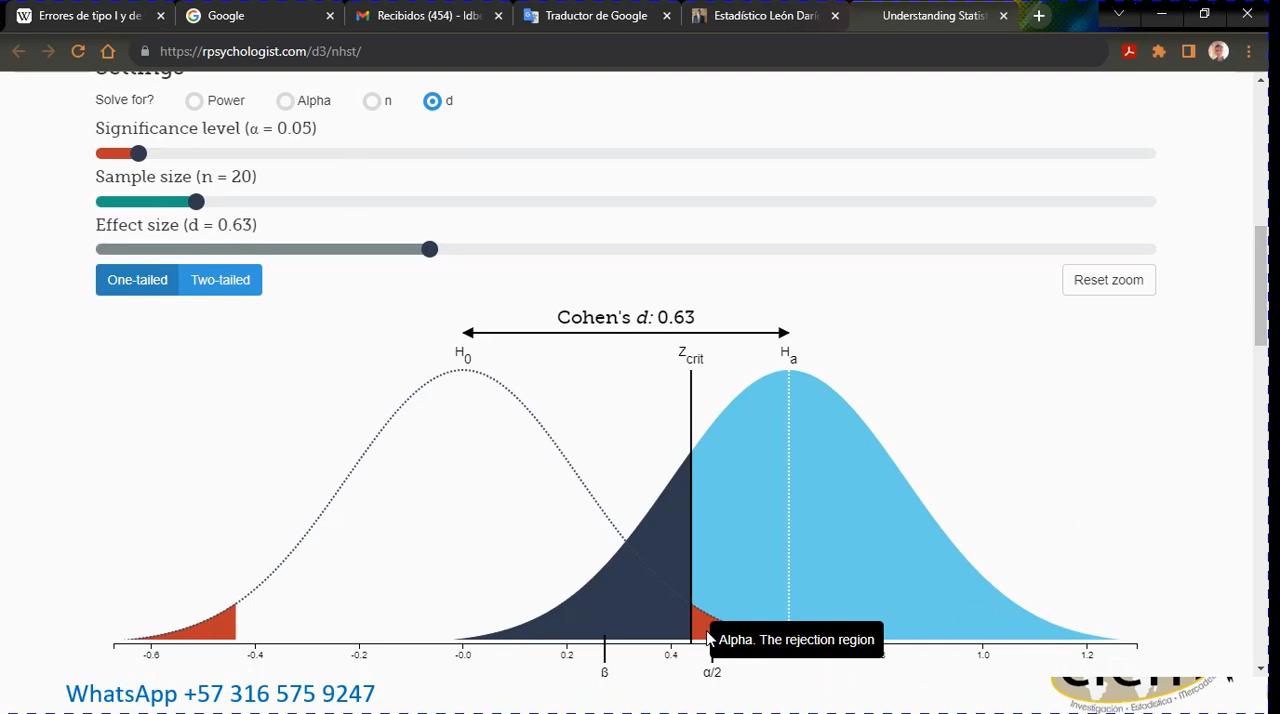 Errores de tipo I y de
Google
Recibidos (454) - ldb
Traductor de Google
Estadístico León Darí
Understanding Statist
https://rpsychologist.com/d3/nhst/
Settings
Solve for?
Power
Alpha
n
d
Significance level (α = 0.05)
Sample size (n = 20)
Effect size (d = 0.63)
One-tailed
Two-tailed
Reset zoom
Cohen's d: 0.63
H0
Zcrit
Ha
Alpha. The rejection region
-0.6
-0.4
-0.2
-0.0
0.2
0.4
1.0
1.2
β
α/2
WhatsApp +57 316 575 9247
Investigación • Estadística • Mercadeo